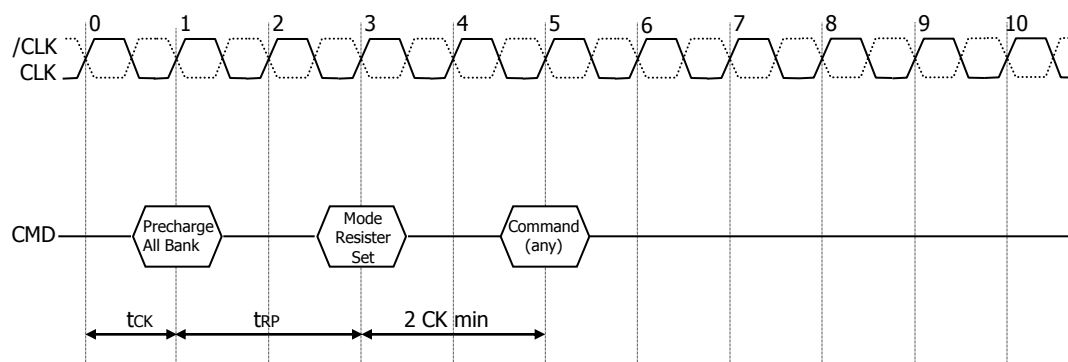 0 1 2 3 4 5 6 7 8 9 10
/CLK
CLK
CMD
Precharge
All Bank
Mode
Resister
Set
Command
(any)
tCK
tRP
2 CK min